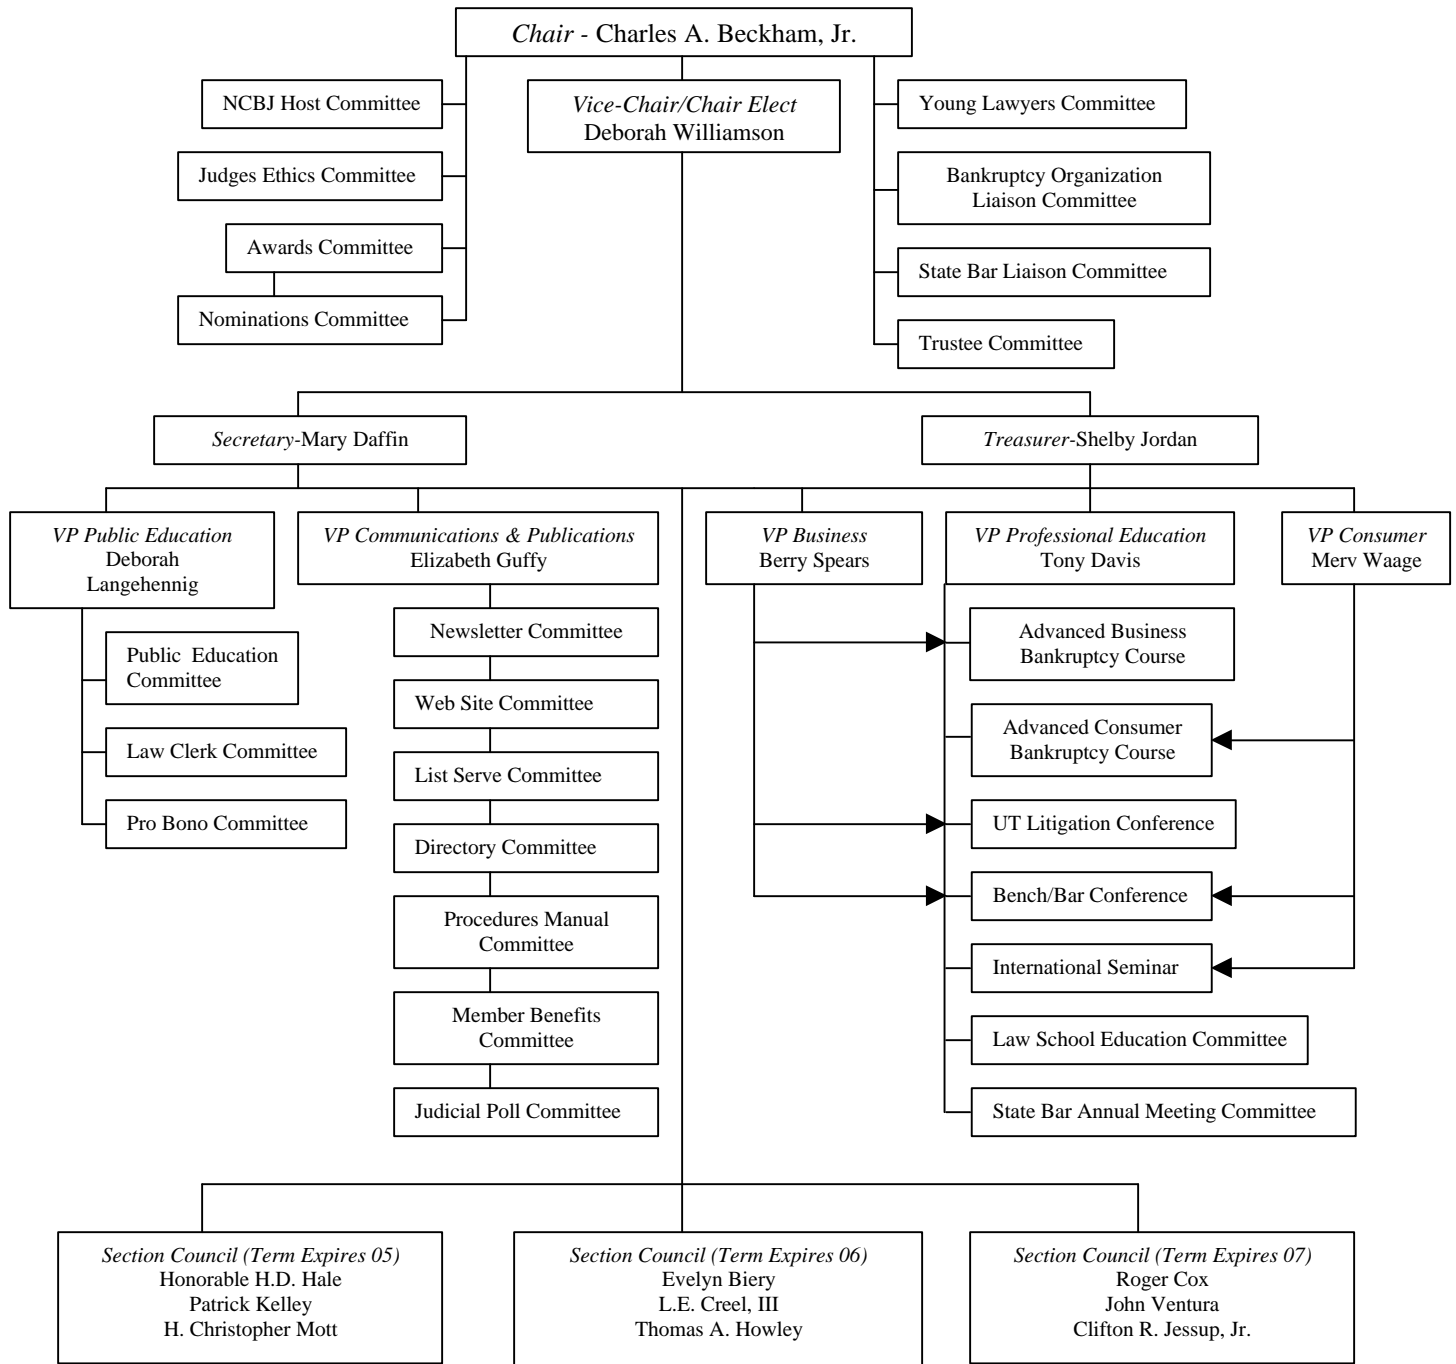 Chair - Charles A. Beckham, Jr.
NCBJ Host Committee
Vice-Chair/Chair Elect
Deborah Williamson
Young Lawyers Committee
Judges Ethics Committee
Bankruptcy Organization
Liaison Committee
Awards Committee
State Bar Liaison Committee
Nominations Committee
Trustee Committee
Secretary-Mary Daffin
Treasurer-Shelby Jordan
VP Public Education
Deborah
Langehennig
VP Communications & Publications
Elizabeth Guffy
VP Business
Berry Spears
VP Professional Education
Tony Davis
VP Consumer
Merv Waage
Public Education
Committee
Law Clerk Committee
Pro Bono Committee
Newsletter Committee
Web Site Committee
List Serve Committee
Directory Committee
Procedures Manual
Committee
Member Benefits
Committee
Judicial Poll Committee
Advanced Business
Bankruptcy Course
Advanced Consumer
Bankruptcy Course
UT Litigation Conference
Bench/Bar Conference
International Seminar
Law School Education Committee
State Bar Annual Meeting Committee
Section Council (Term Expires 05)
Honorable H.D. Hale
Patrick Kelley
H. Christopher Mott
Section Council (Term Expires 06)
Evelyn Biery
L.E. Creel, III
Thomas A. Howley
Section Council (Term Expires 07)
Roger Cox
John Ventura
Clifton R. Jessup, Jr.